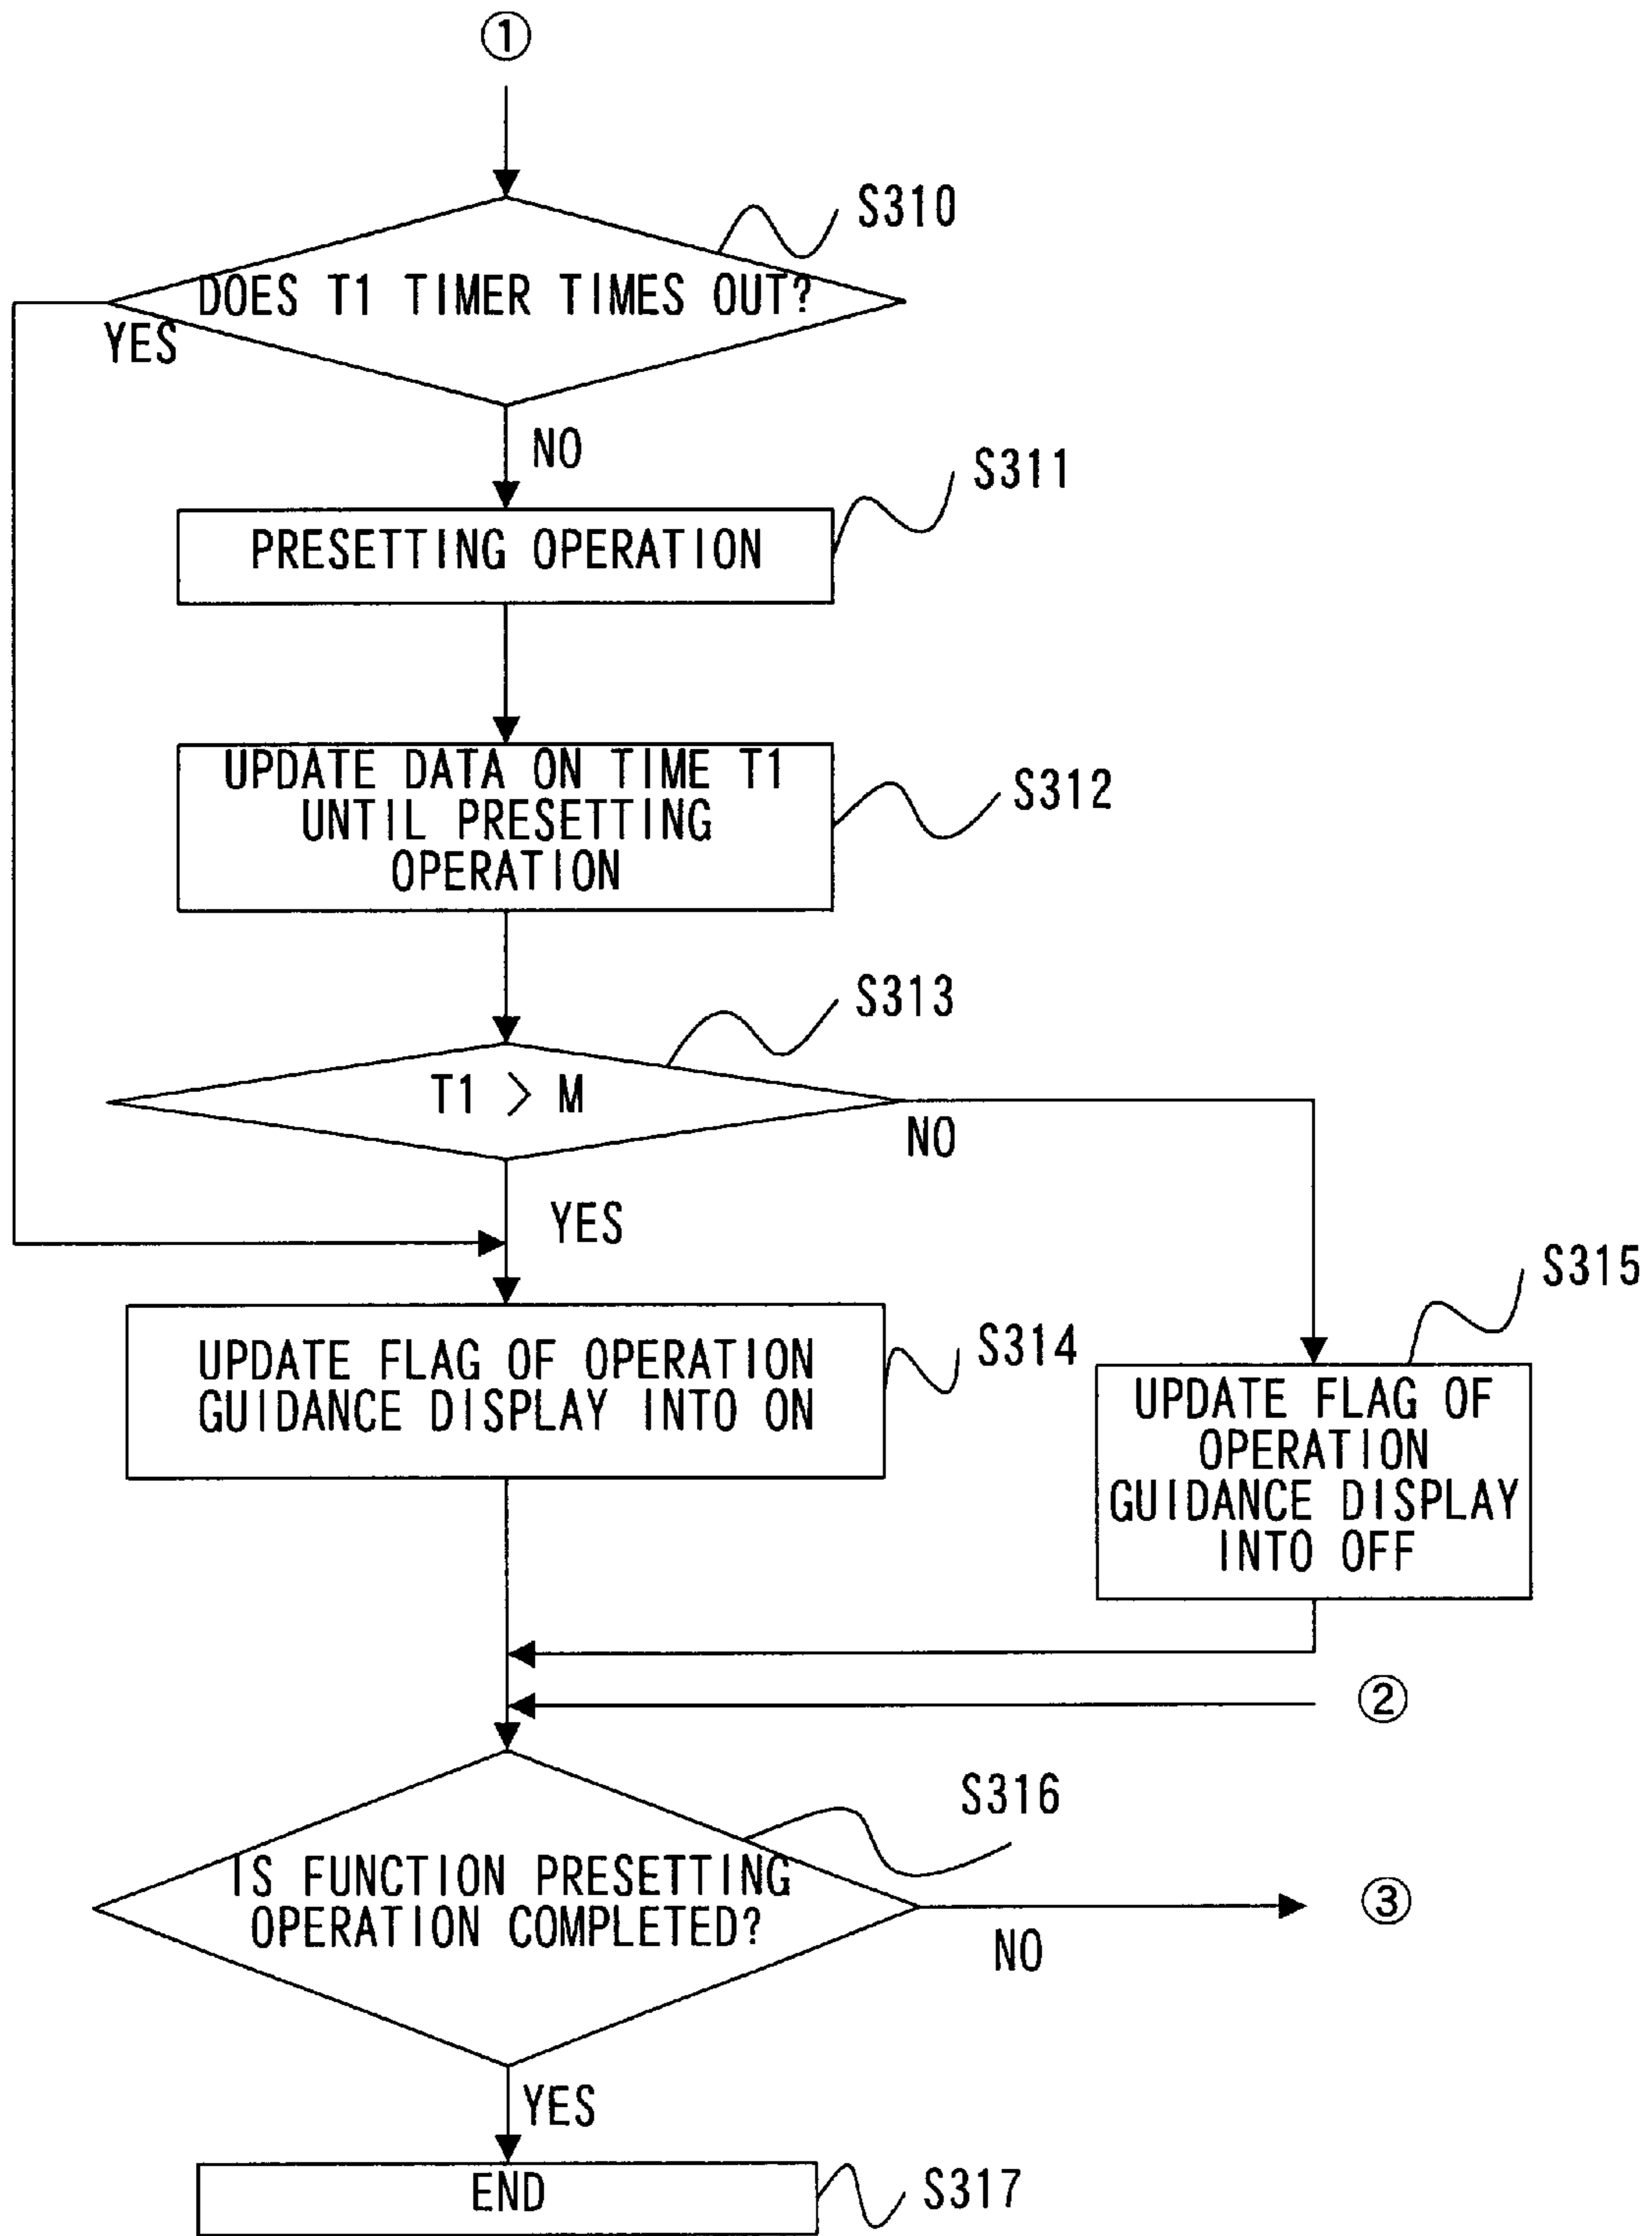 ①
S310
DOES T1 TIMER TIMES OUT?
YES
NO
S311
PRESETTING OPERATION
UPDATE DATA ON TIME T1
UNTIL PRESETTING
OPERATION
S312
S313
T1 > M
NO
YES
S315
UPDATE FLAG OF OPERATION
GUIDANCE DISPLAY INTO ON
S314
UPDATE FLAG OF
OPERATION
GUIDANCE DISPLAY
INTO OFF
②
S316
IS FUNCTION PRESETTING
OPERATION COMPLETED?
③
NO
YES
END
S317